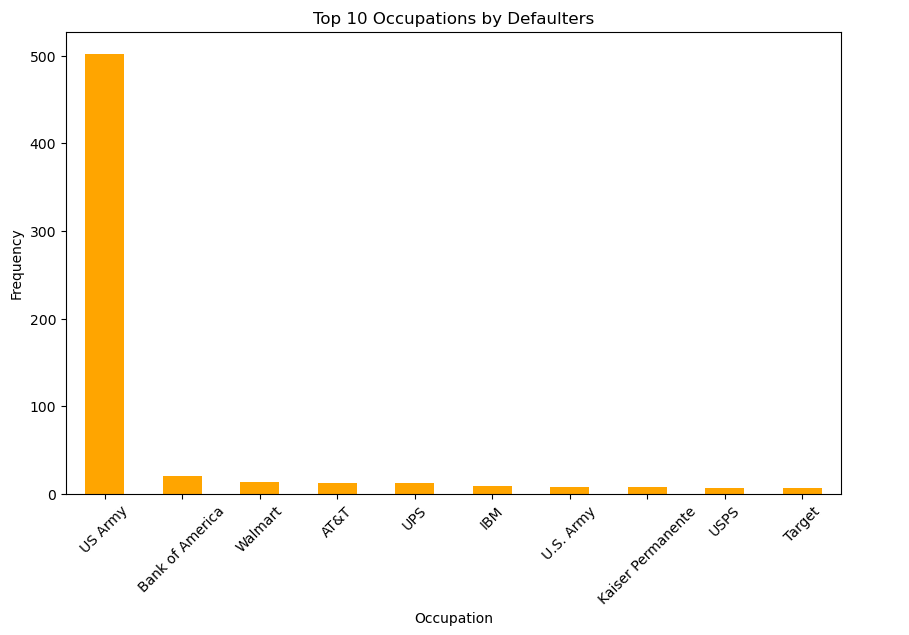 Top 10 Occupations by Defaulters
Frequency
500
400
300
200
100
0
US Army
Bank of America
Walmart
AT&T
UPS
IBM
U.S. Army
Kaiser Permanente
USPS
Target
Occupation